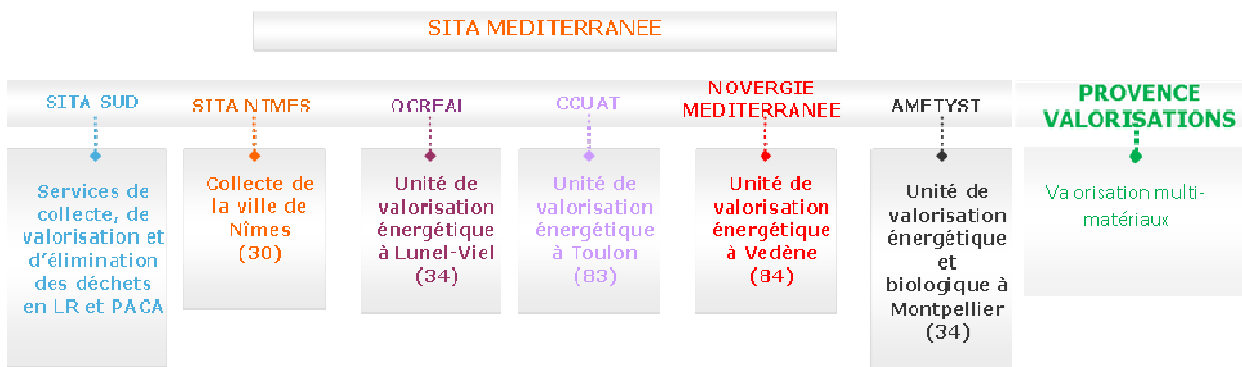 SITA MEDITERRANEE
SITA SUD
Services de
collecte, de
valorisation et
d'élimination
des déchets
en LR et PACA
SITA NIMES
Collecte de
la ville de
Nîmes
(30)
OCREAL
Unité de
valorisation
énergétique
à Lunel-Viel
(34)
CCUAT
Unité de
valorisation
énergétique
à Toulon
(83)
NOVERGIE
MEDITERRANEE
Unité de
valorisation
énergétique
à Vedène
(84)
AMETYST
Unité de
valorisation
énergétique
et
biologique à
Montpellier
(34)
PROVENCE
VALORISATIONS
Valorisation multi-
matériaux